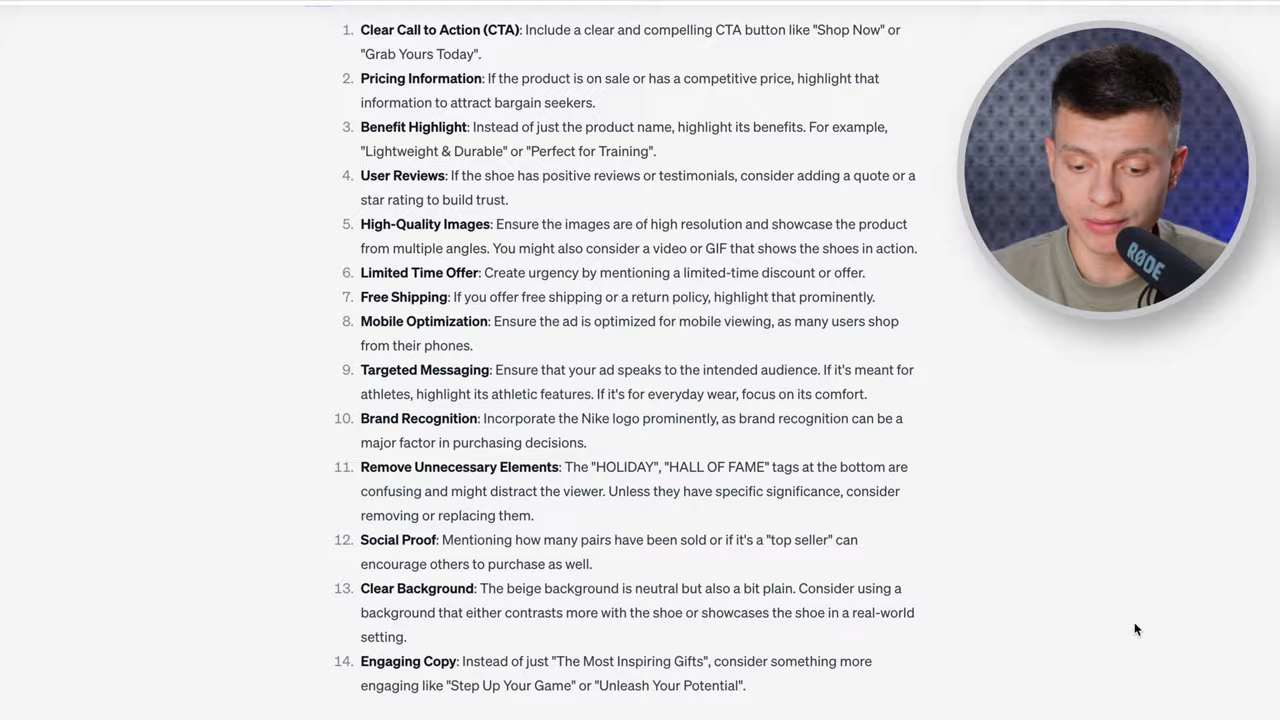 1. Clear Call to Action (CTA): Include a clear and compelling CTA button like "Shop Now" or
"Grab Yours Today".
2. Pricing Information: If the product is on sale or has a competitive price, highlight that
information to attract bargain seekers.
3. Benefit Highlight: Instead of just the product name, highlight its benefits. For example,
"Lightweight & Durable" or "Perfect for Training".
4. User Reviews: If the shoe has positive reviews or testimonials, consider adding a quote or a
star rating to build trust.
5. High-Quality Images: Ensure the images are of high resolution and showcase the product
from multiple angles. You might also consider a video or GIF that shows the shoes in action.
6. Limited Time Offer: Create urgency by mentioning a limited-time discount or offer.
7. Free Shipping: If you offer free shipping or a return policy, highlight that prominently.
8. Mobile Optimization: Ensure the ad is optimized for mobile viewing, as many users shop
from their phones.
9. Targeted Messaging: Ensure that your ad speaks to the intended audience. If it's meant for
athletes, highlight its athletic features. If it's for everyday wear, focus on its comfort.
10. Brand Recognition: Incorporate the Nike logo prominently, as brand recognition can be a
major factor in purchasing decisions.
11. Remove Unnecessary Elements: The "HOLIDAY", "HALL OF FAME" tags at the bottom are
confusing and might distract the viewer. Unless they have specific significance, consider
removing or replacing them.
12. Social Proof: Mentioning how many pairs have been sold or if it's a "top seller" can
encourage others to purchase as well.
13. Clear Background: The beige background is neutral but also a bit plain. Consider using a
background that either contrasts more with the shoe or showcases the shoe in a real-world
setting.
14. Engaging Copy: Instead of just "The Most Inspiring Gifts", consider something more
engaging like "Step Up Your Game" or "Unleash Your Potential".
RØDE